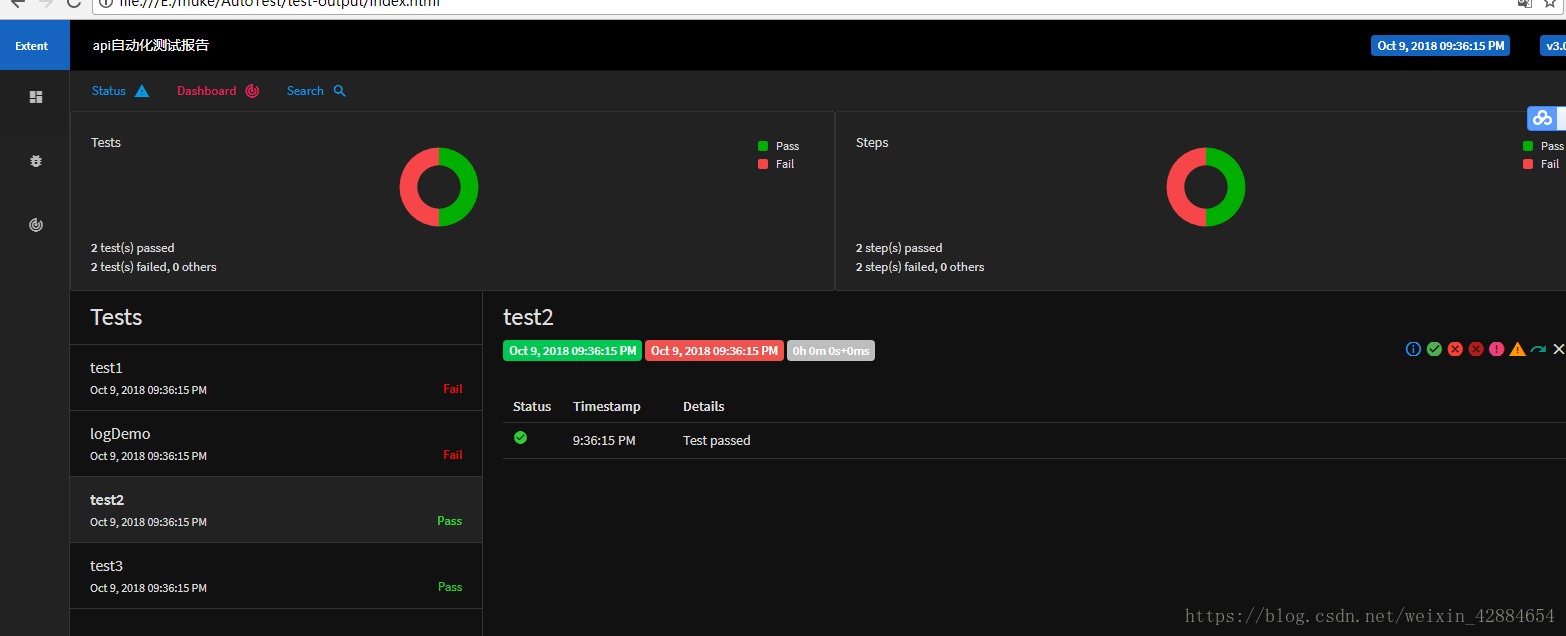 file:///E:/muke/AutoTest/test-output/index.html
Extent
api自动化测试报告
Oct 9, 2018 09:36:15 PM
v3.0
Status
Dashboard
Search
Tests
Pass
Fail
2 test(s) passed
2 test(s) failed, 0 others
Steps
Pass
Fail
2 step(s) passed
2 step(s) failed, 0 others
Tests
test1
Oct 9, 2018 09:36:15 PM
Fail
logDemo
Oct 9, 2018 09:36:15 PM
Fail
test2
Oct 9, 2018 09:36:15 PM
Pass
test3
Oct 9, 2018 09:36:15 PM
Pass
test2
Oct 9, 2018 09:36:15 PM Oct 9, 2018 09:36:15 PM 0h 0m 0s+0ms
Status Timestamp Details
9:36:15 PM Test passed
https://blog.csdn.net/weixin_42884654